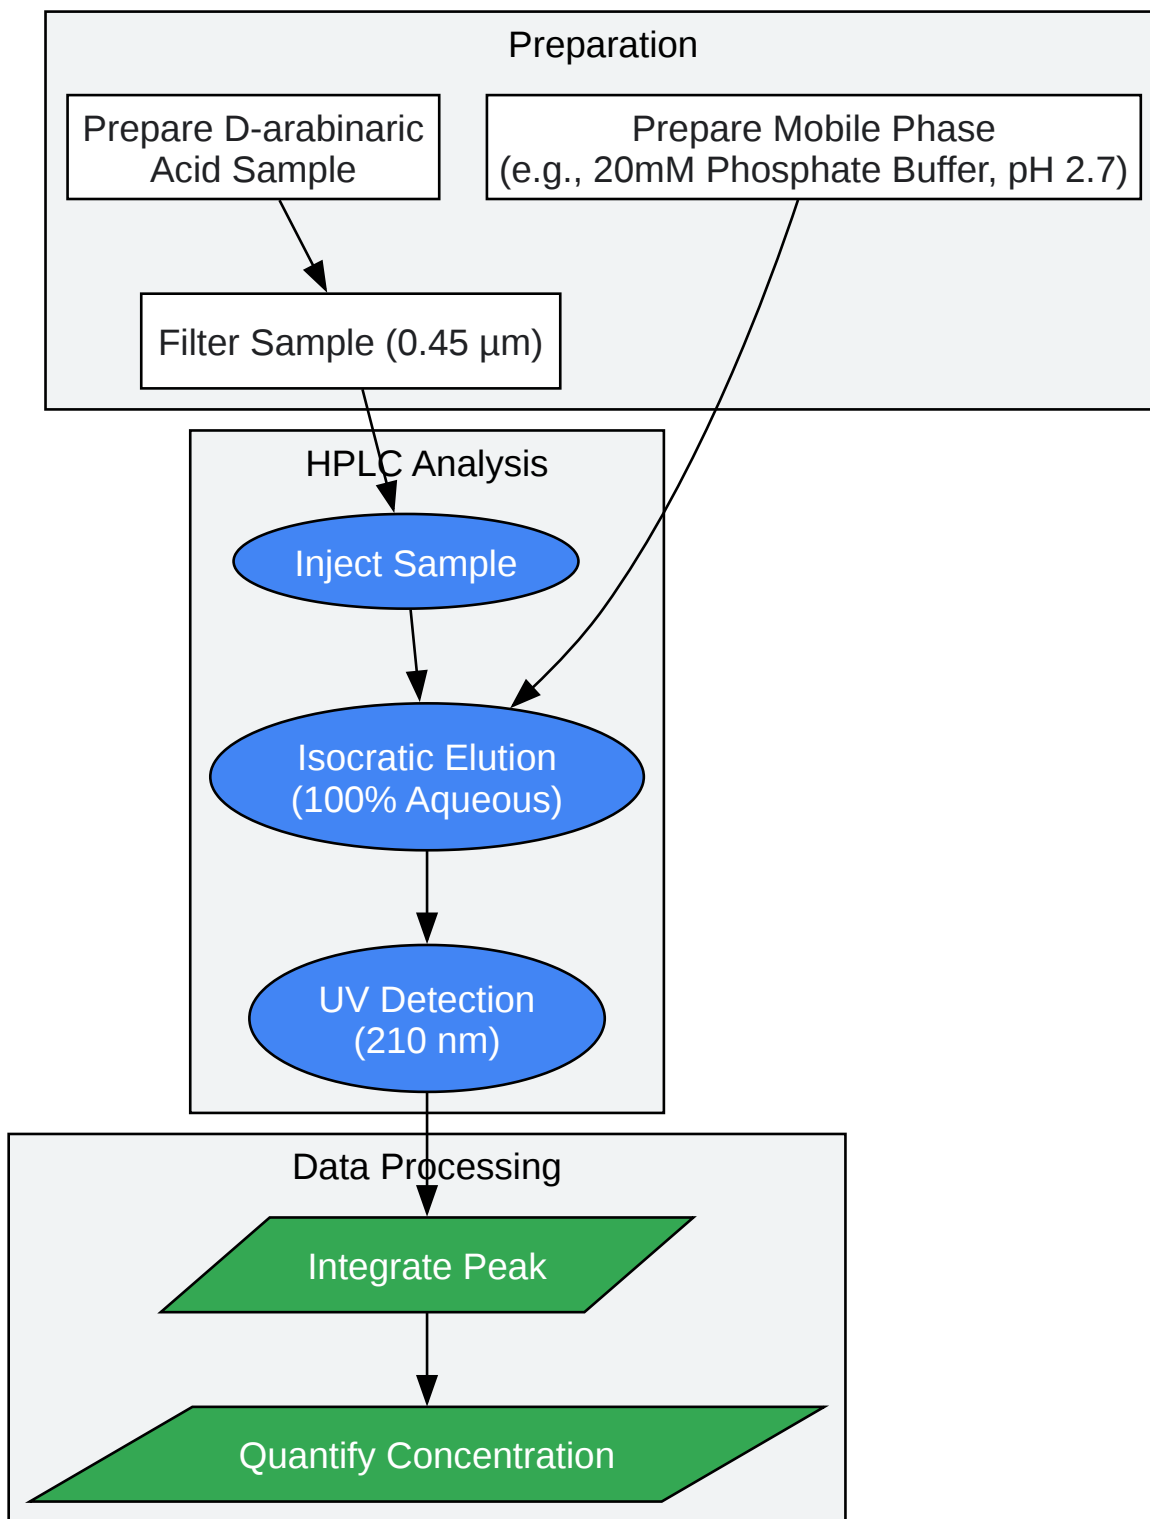 Preparation
Prepare D-arabinaric
Acid Sample
Prepare Mobile Phase
(e.g., 20mM Phosphate Buffer, pH 2.7)
Filter Sample (0.45 µm)
HPLC Analysis
Inject Sample
Isocratic Elution
(100% Aqueous)
UV Detection
(210 nm)
Data Processing
Integrate Peak
Quantify Concentration